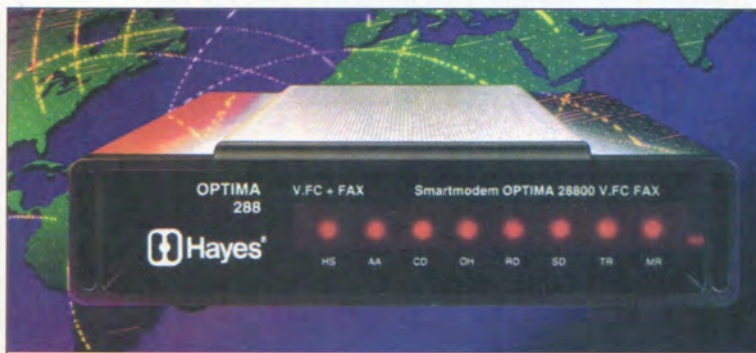 OPTIMA V.FC + FAX Smartmodem OPTIMA 28800 V.FC FAX
288
Hayes®
HS AA CD OH RD SD TR MR